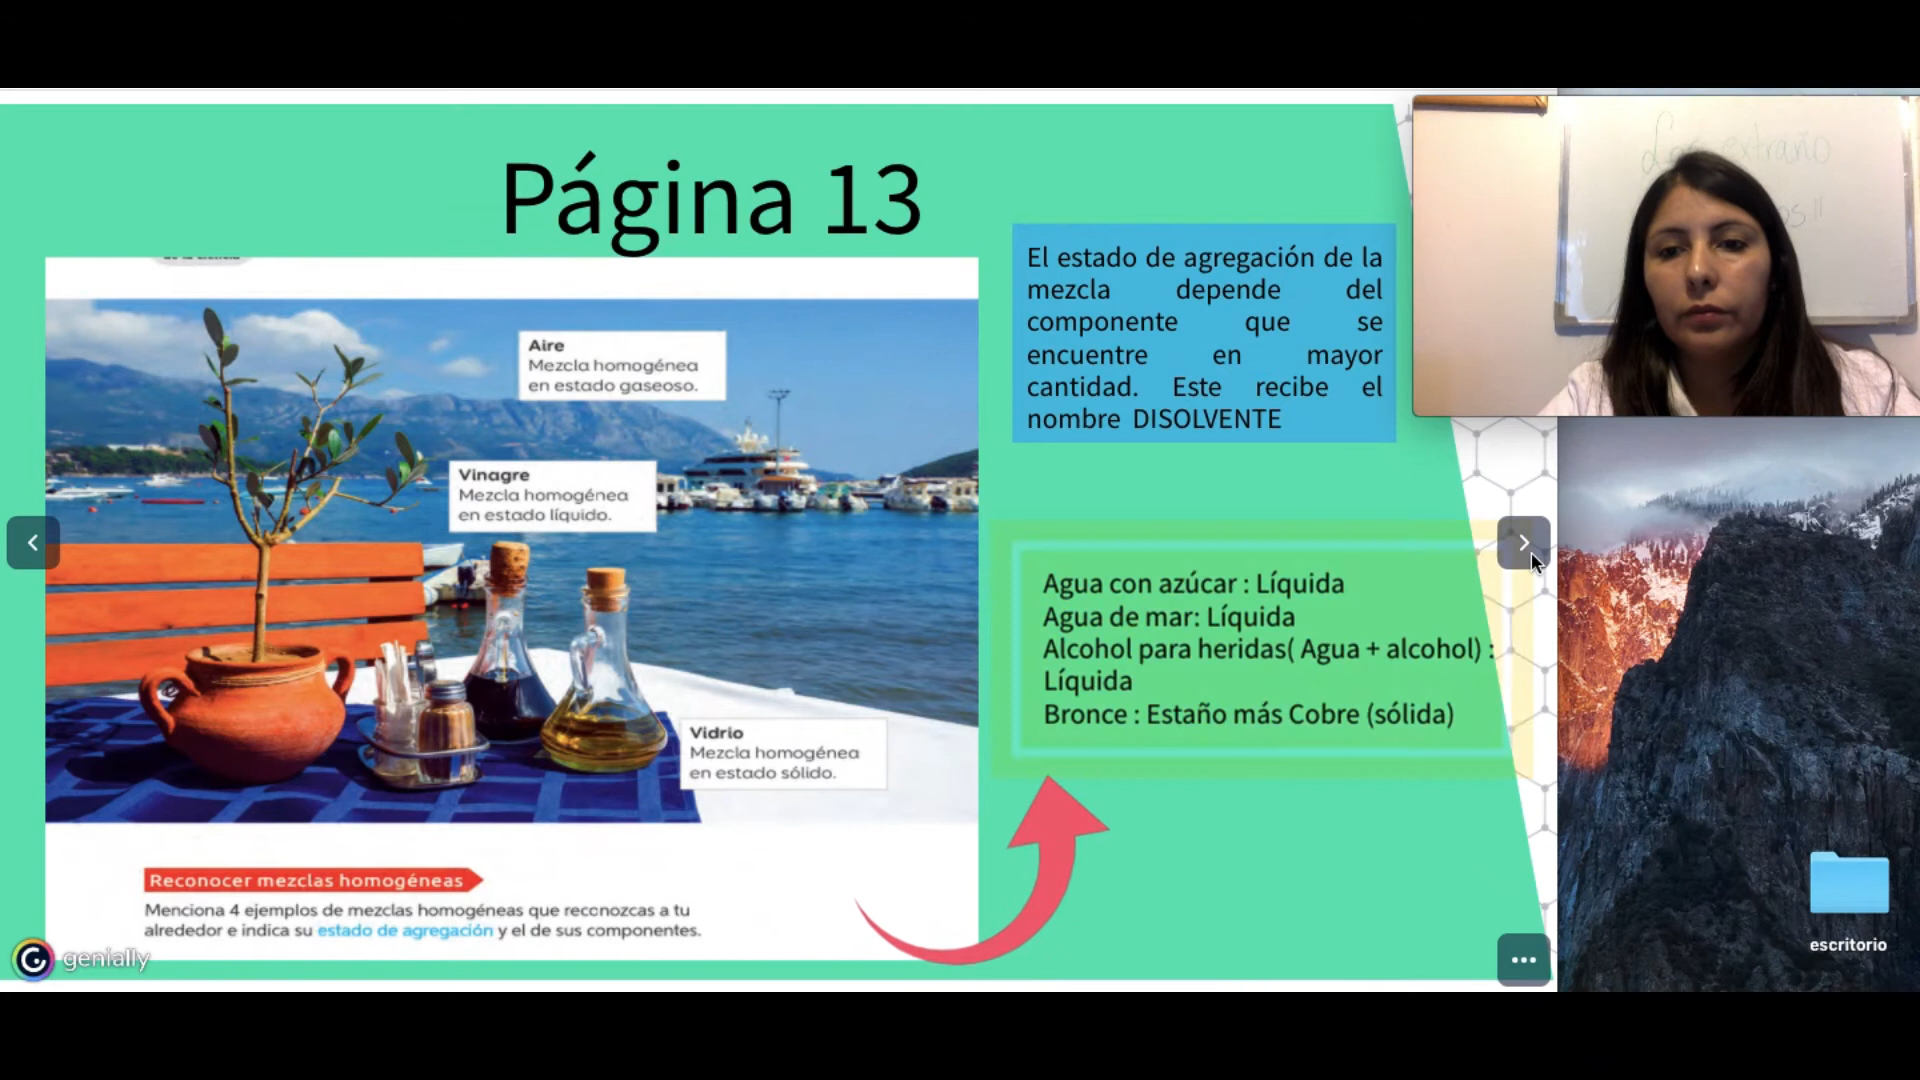 Página 13
Aire
Mezcla homogénea
en estado gaseoso.
Vinagre
Mezcla homogénea
en estado líquido.
Vidrio
Mezcla homogénea
en estado sólido.
Reconocer mezclas homogéneas
Menciona 4 ejemplos de mezclas homogéneas que reconozcas a tu
alrededor e indica su estado de agregación y el de sus componentes.
genially
El estado de agregación de la
mezcla depende del
componente que se
encuentre en mayor
cantidad. Este recibe el
nombre DISOLVENTE
Agua con azúcar : Líquida
Agua de mar: Líquida
Alcohol para heridas( Agua + alcohol) :
Líquida
Bronce : Estaño más Cobre (sólida)
extraño
escritorio